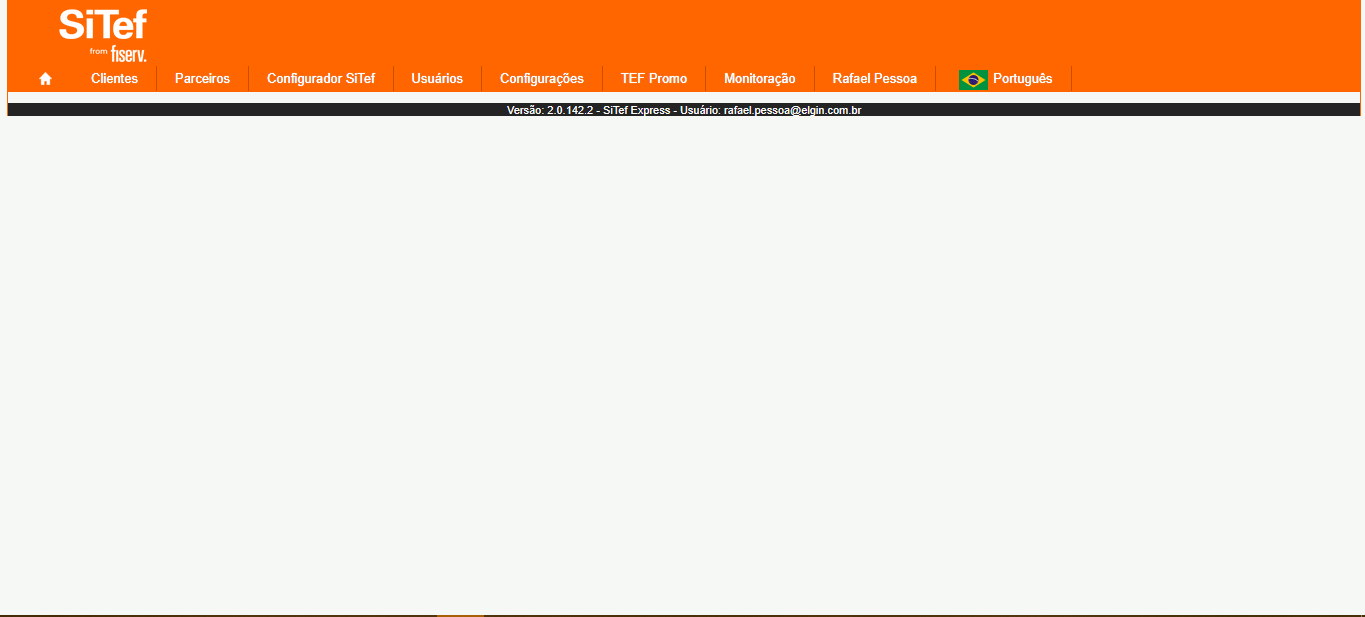 SiTef
from fiserv.
Clientes Parceiros Configurador SiTef Usuários Configurações TEF Promo Monitoração Rafael Pessoa Português
Versão: 2.0.142.2 - SiTef Express - Usuário: rafael.pessoa@elgin.com.br